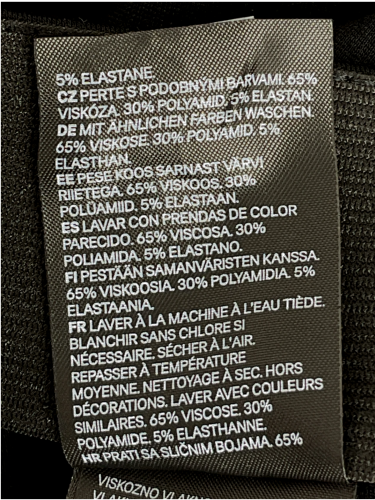 5% ELASTANE.
CZ PERTE S PODOBNÝMI BARVAMI. 65%
VISKÓZA. 30% POLYAMID. 5% ELASTAN.
DE MIT ÄHNLICHEN FARBEN WASCHEN.
65% VISKOSE. 30% POLYAMID. 5%
ELASTHAN.
EE PESE KOOS SARNAST VÄRVI
RIIETEGA. 65% VISKOOS. 30%
POLÜAMIID. 5% ELASTAAN.
ES LAVAR CON PRENDAS DE COLOR
PARECIDO. 65% VISCOSA. 30%
POLIAMIDA. 5% ELASTANO.
FI PESTÄÄN SAMANVÄRISTEN KANSSA.
65% VISKOOSIA. 30% POLYAMIDIA. 5%
ELASTAANIA.
FR LAVER À LA MACHINE À L'EAU TIÈDE.
BLANCHIR SANS CHLORE SI
NÉCESSAIRE. SÉCHER À L'AIR.
REPASSER À TEMPÉRATURE
MOYENNE. NETTOYAGE À SEC. HORS
DÉCORATIONS. LAVER AVEC COULEURS
SIMILAIRES. 65% VISCOSE. 30%
POLYAMIDE. 5% ELASTHANNE.
HR PRATI SA SLIČNIM BOJAMA. 65%
VISKOZNO